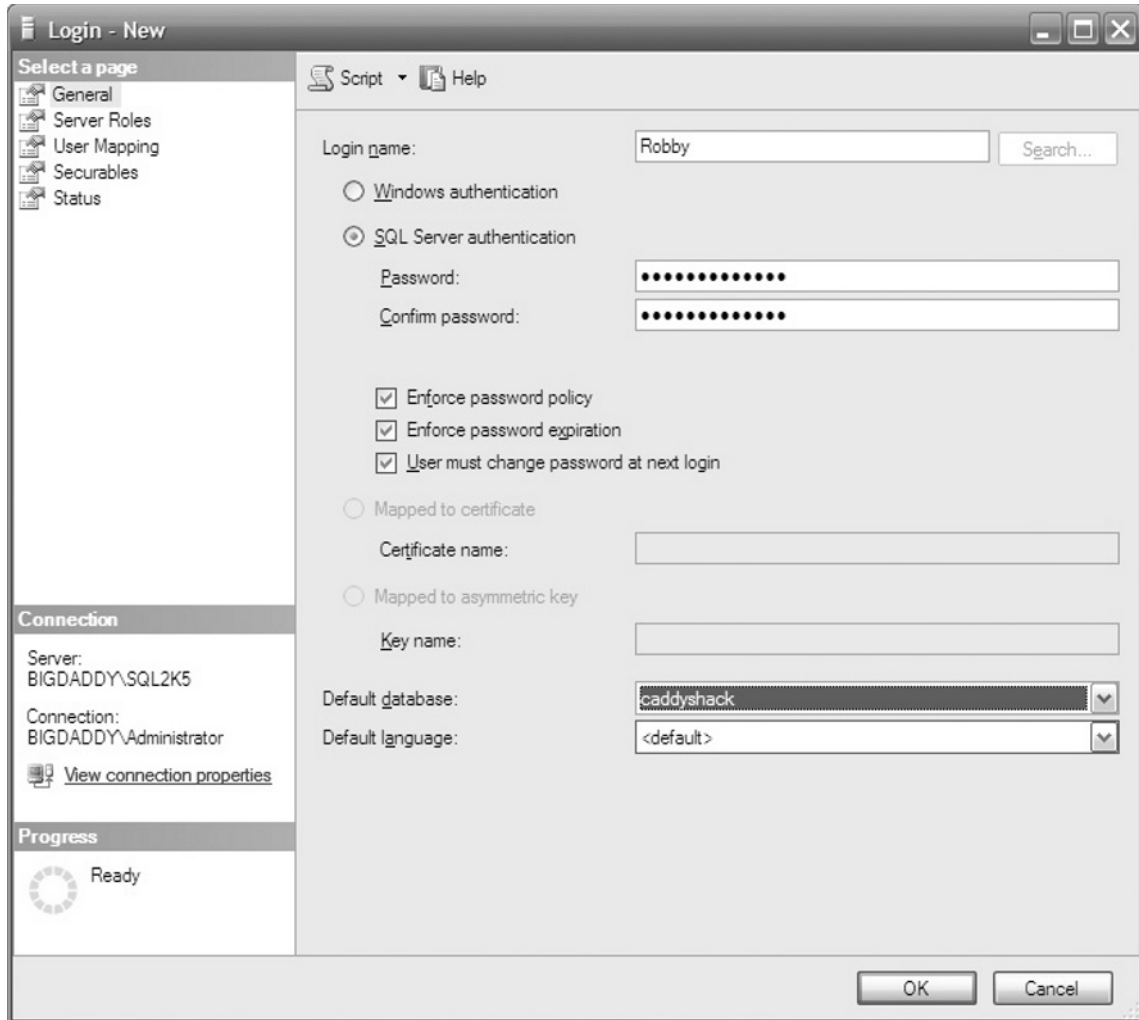 Login - New
Select a page
General
Server Roles
User Mapping
Securables
Status
Script
Help
Login name:
Robby
Search...
Windows authentication
SQL Server authentication
Password:
•••••••••••••
Confirm password:
•••••••••••••
Enforce password policy
Enforce password expiration
User must change password at next login
Mapped to certificate
Certificate name:
Mapped to asymmetric key
Key name:
Default database:
caddyshack
Default language:
<default>
Connection
Server:
BIGDADDY\SQL2K5
Connection:
BIGDADDY\Administrator
View connection properties
Progress
Ready
OK
Cancel